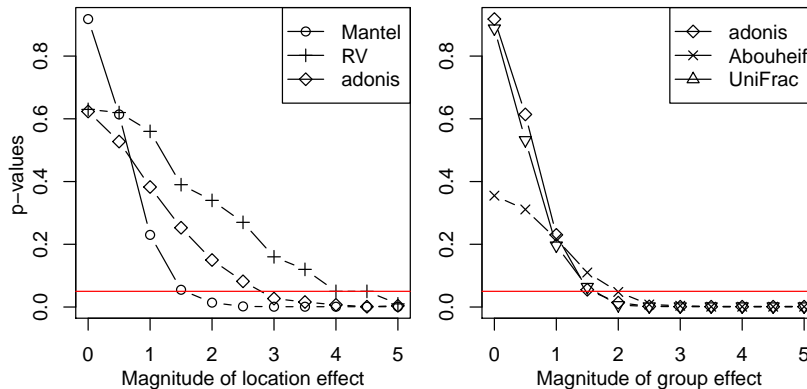 p−values
0.0 0.2 0.4 0.6 0.8
0 1 2 3 4 5
Magnitude of location effect
Mantel
RV
adonis
0.0 0.2 0.4 0.6 0.8
0 1 2 3 4 5
Magnitude of group effect
adonis
Abouheif
UniFrac